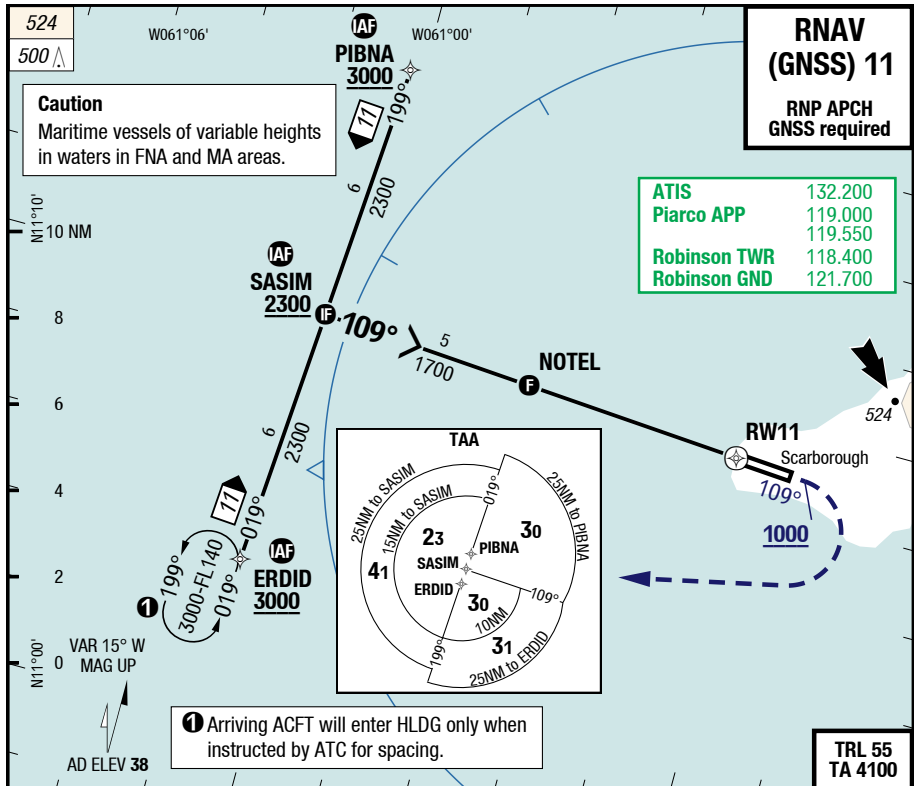 524
500
W061°06'
W061°00'
IAF
PIBNA
3000
RNAV
(GNSS) 11
RNP APCH
GNSS required
Caution
Maritime vessels of variable heights
in waters in FNA and MA areas.
199°
11
6
2300
ATIS 132.200
Piarco APP 119.000
119.550
Robinson TWR 118.400
Robinson GND 121.700
N11°10'
10 NM
IAF
SASIM
2300
IF
109°
5
1700
8
NOTEL
F
6
524
RW11
Scarborough
109°
1000
6
2300
4
11
019°
IAF
ERDID
3000
199°
3000-FL140
019°
1
2
N11°00'
0
VAR 15° W
MAG UP
AD ELEV 38
TAA
25NM to SASIM
15NM to SASIM
019°
25NM to PIBNA
23
30
PIBNA
SASIM
41
ERDID
30
109°
10NM
31
199°
25NM to ERDID
1 Arriving ACFT will enter HLDG only when
instructed by ATC for spacing.
TRL 55
TA 4100